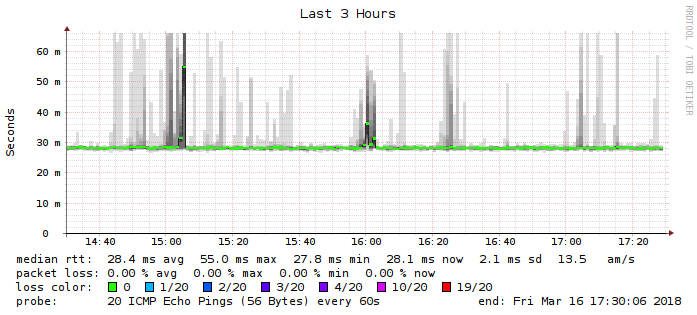 Last 3 Hours
RRDTOOL / TOBI OETIKER
Seconds
60 m
50 m
40 m
30 m
20 m
10 m
0
14:40 15:00 15:20 15:40 16:00 16:20 16:40 17:00 17:20
median rtt: 28.4 ms avg 55.0 ms max 27.8 ms min 28.1 ms now 2.1 ms sd 13.5 am/s
packet loss: 0.00 % avg 0.00 % max 0.00 % min 0.00 % now
loss color: 0 1/20 2/20 3/20 4/20 10/20 19/20
probe: 20 ICMP Echo Pings (56 Bytes) every 60s end: Fri Mar 16 17:30:06 2018